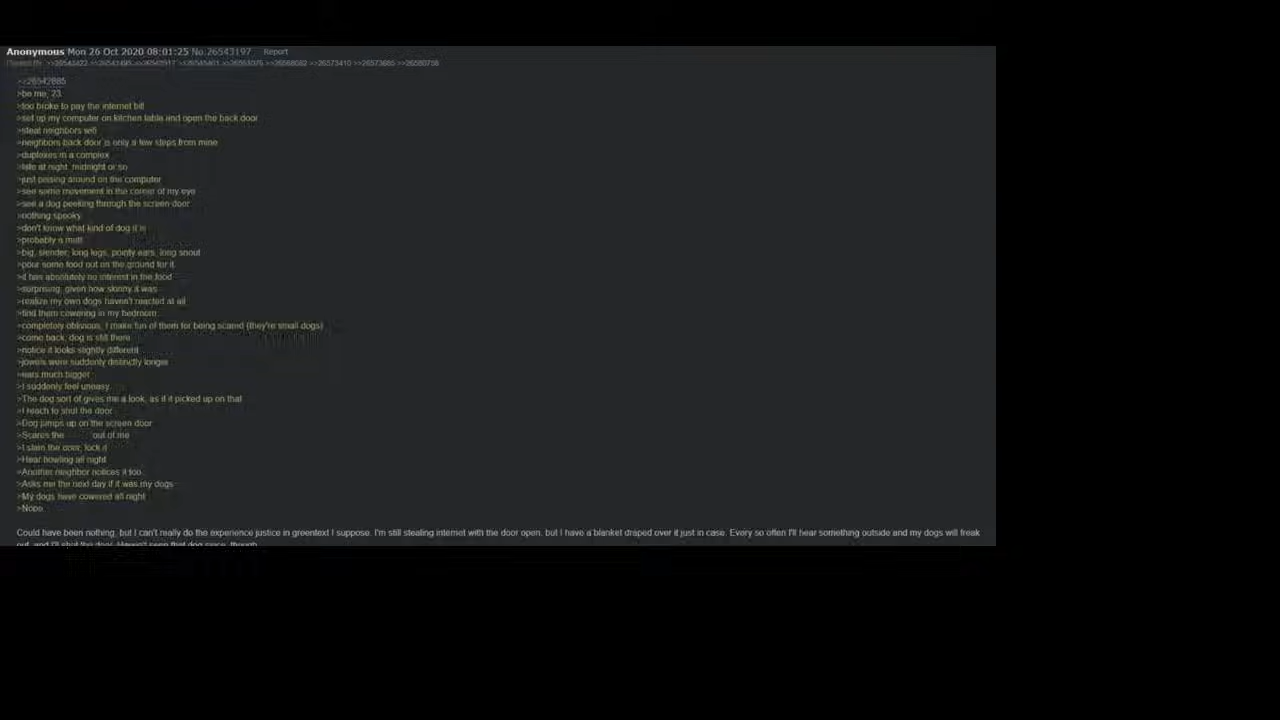 Anonymous Mon 26 Oct 2020 08:01:25 No.26543197 Report
>>26542885
>be me, 23
>too broke to pay the internet bill
>set up my computer on kitchen table and open the back door
>steal neighbors wifi
>neighbors back door is only a few steps from mine
>duplexes in a complex
>late at night, midnight or so
>just pissing around on the computer
>see some movement in the corner of my eye
>see a dog peeking through the screen door
>nothing spooky
>don't know what kind of dog it is
>probably a mutt
>big, slender, long legs, pointy ears, long snout
>pour some food out on the ground for it
>it has absolutely no interest in the food
>surprising, given how skinny it was
>realize my own dogs haven't reacted at all
>find them cowering in my bedroom
>completely oblivious, I make fun of them for being scared (they're small dogs)
>come back, dog is still there
>notice it looks slightly different
>jowels were suddenly distinctly longer
>ears much bigger
>I suddenly feel uneasy
>The dog sort of gives me a look, as if it picked up on that
>I reach to shut the door
>Dog jumps up on the screen door
>Scares the out of me
>I slam the door, lock it
>Hear howling all night
>Another neighbor notices it too
>Asks me the next day if it was my dogs
>My dogs have cowered all night
>Nope.
Could have been nothing, but I can't really do the experience justice in greentext I suppose. I'm still stealing internet with the door open, but I have a blanket draped over it just in case. Every so often I'll hear something outside and my dogs will freak
out, and I'll shut the door. Haven't seen that dog since, though.